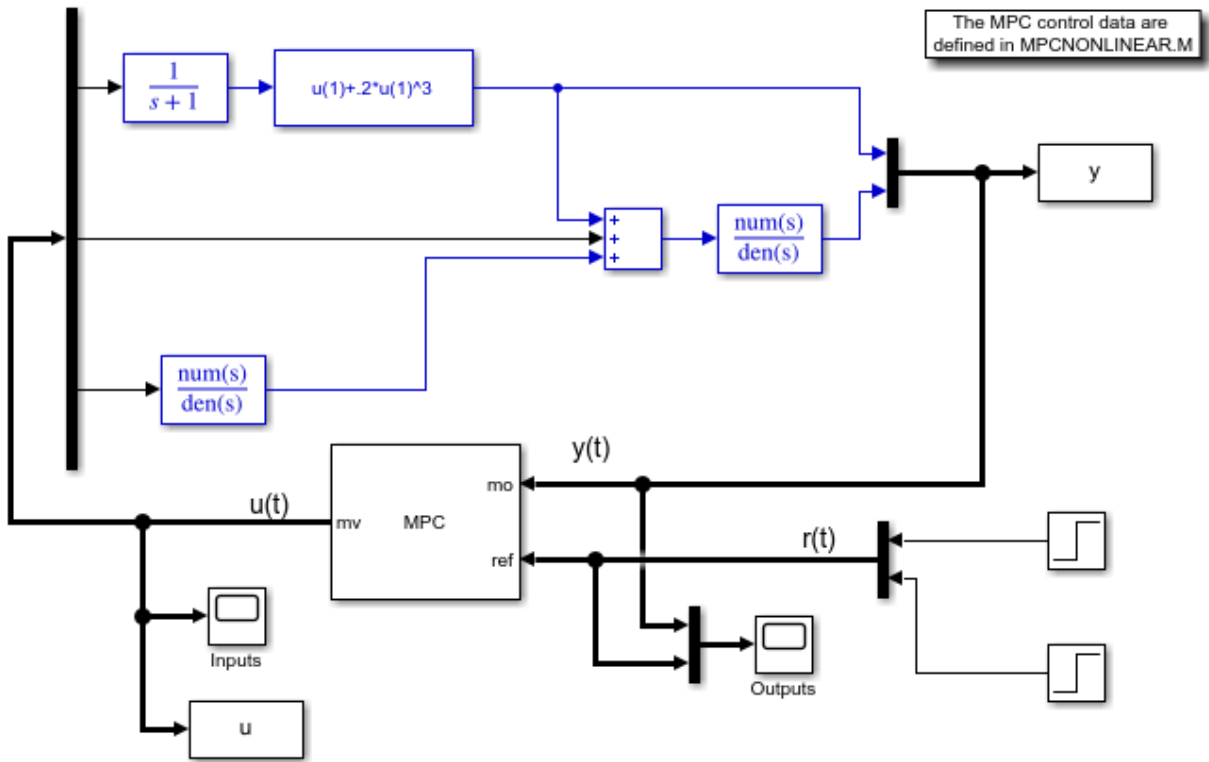 The MPC control data are
defined in MPCNONLINEAR.M
1
s + 1
u(1)+.2*u(1)^3
y
+
+
+
num(s)
den(s)
num(s)
den(s)
y(t)
u(t)
mo
mv
MPC
ref
r(t)
Inputs
Outputs
u